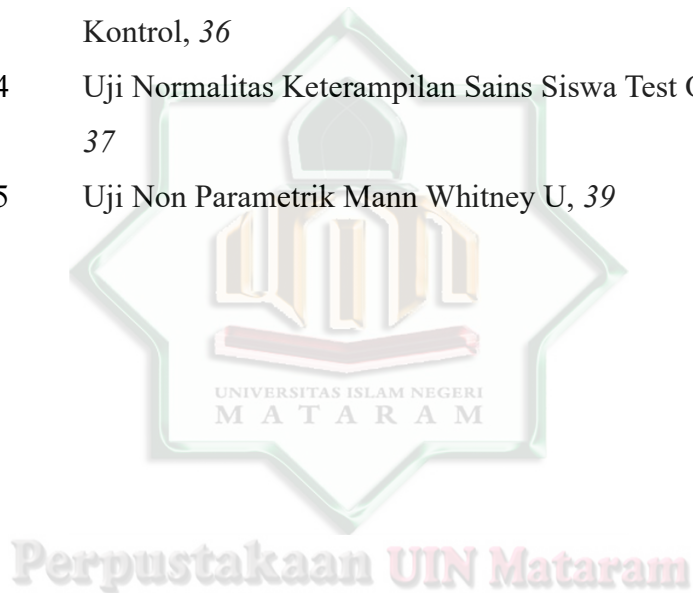 Kontrol, 36
4 Uji Normalitas Keterampilan Sains Siswa Test
37
5 Uji Non Parametrik Mann Whitney U, 39
UNIVERSITAS ISLAM NEGERI
MATARAM
Perpustakaan UIN Mataram